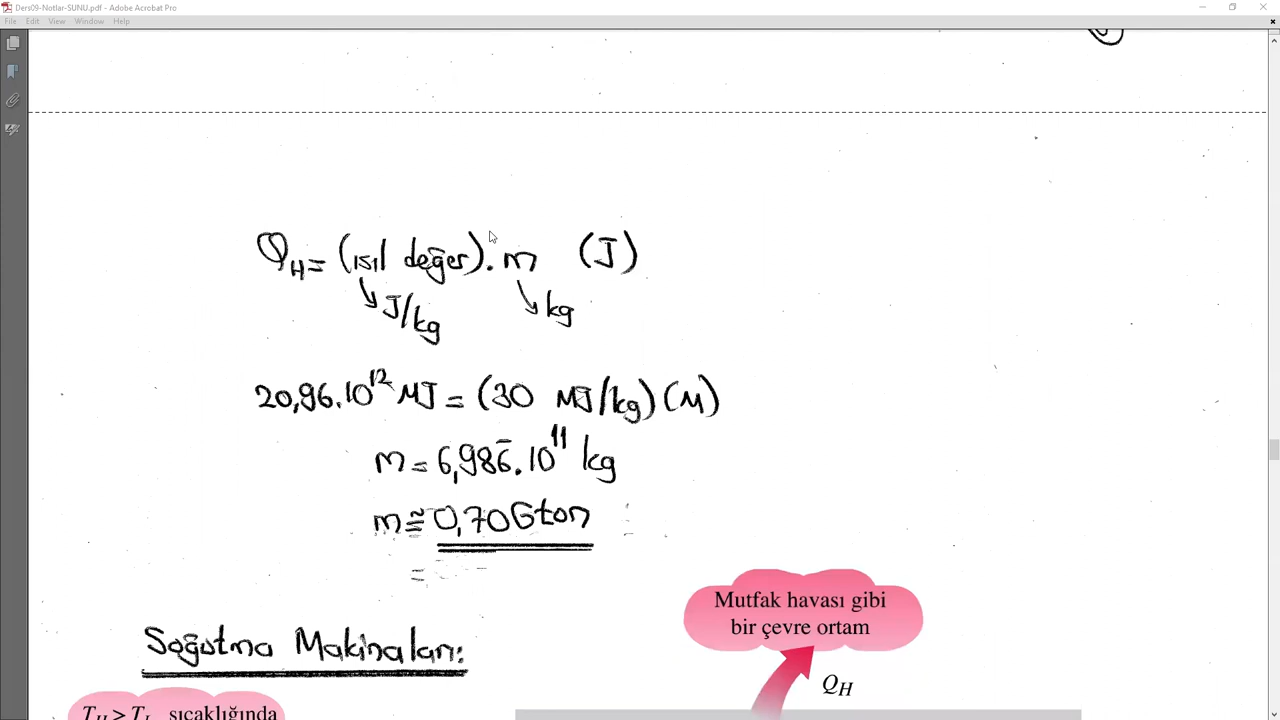 Ders09-Notlar-SUNU.pdf - Adobe Acrobat Pro
File Edit View Window Help
Q_H = (ısıl değer) . m (J)
J/kg kg
20,96.10^12 MJ = (30 MJ/kg) (M)
m = 6,986.10^11 kg
m ≅ 0,70 Gton
Soğutma Makinaları:
Mutfak havası gibi
bir çevre ortam
Q_H
T_H > T_L sıcaklığında